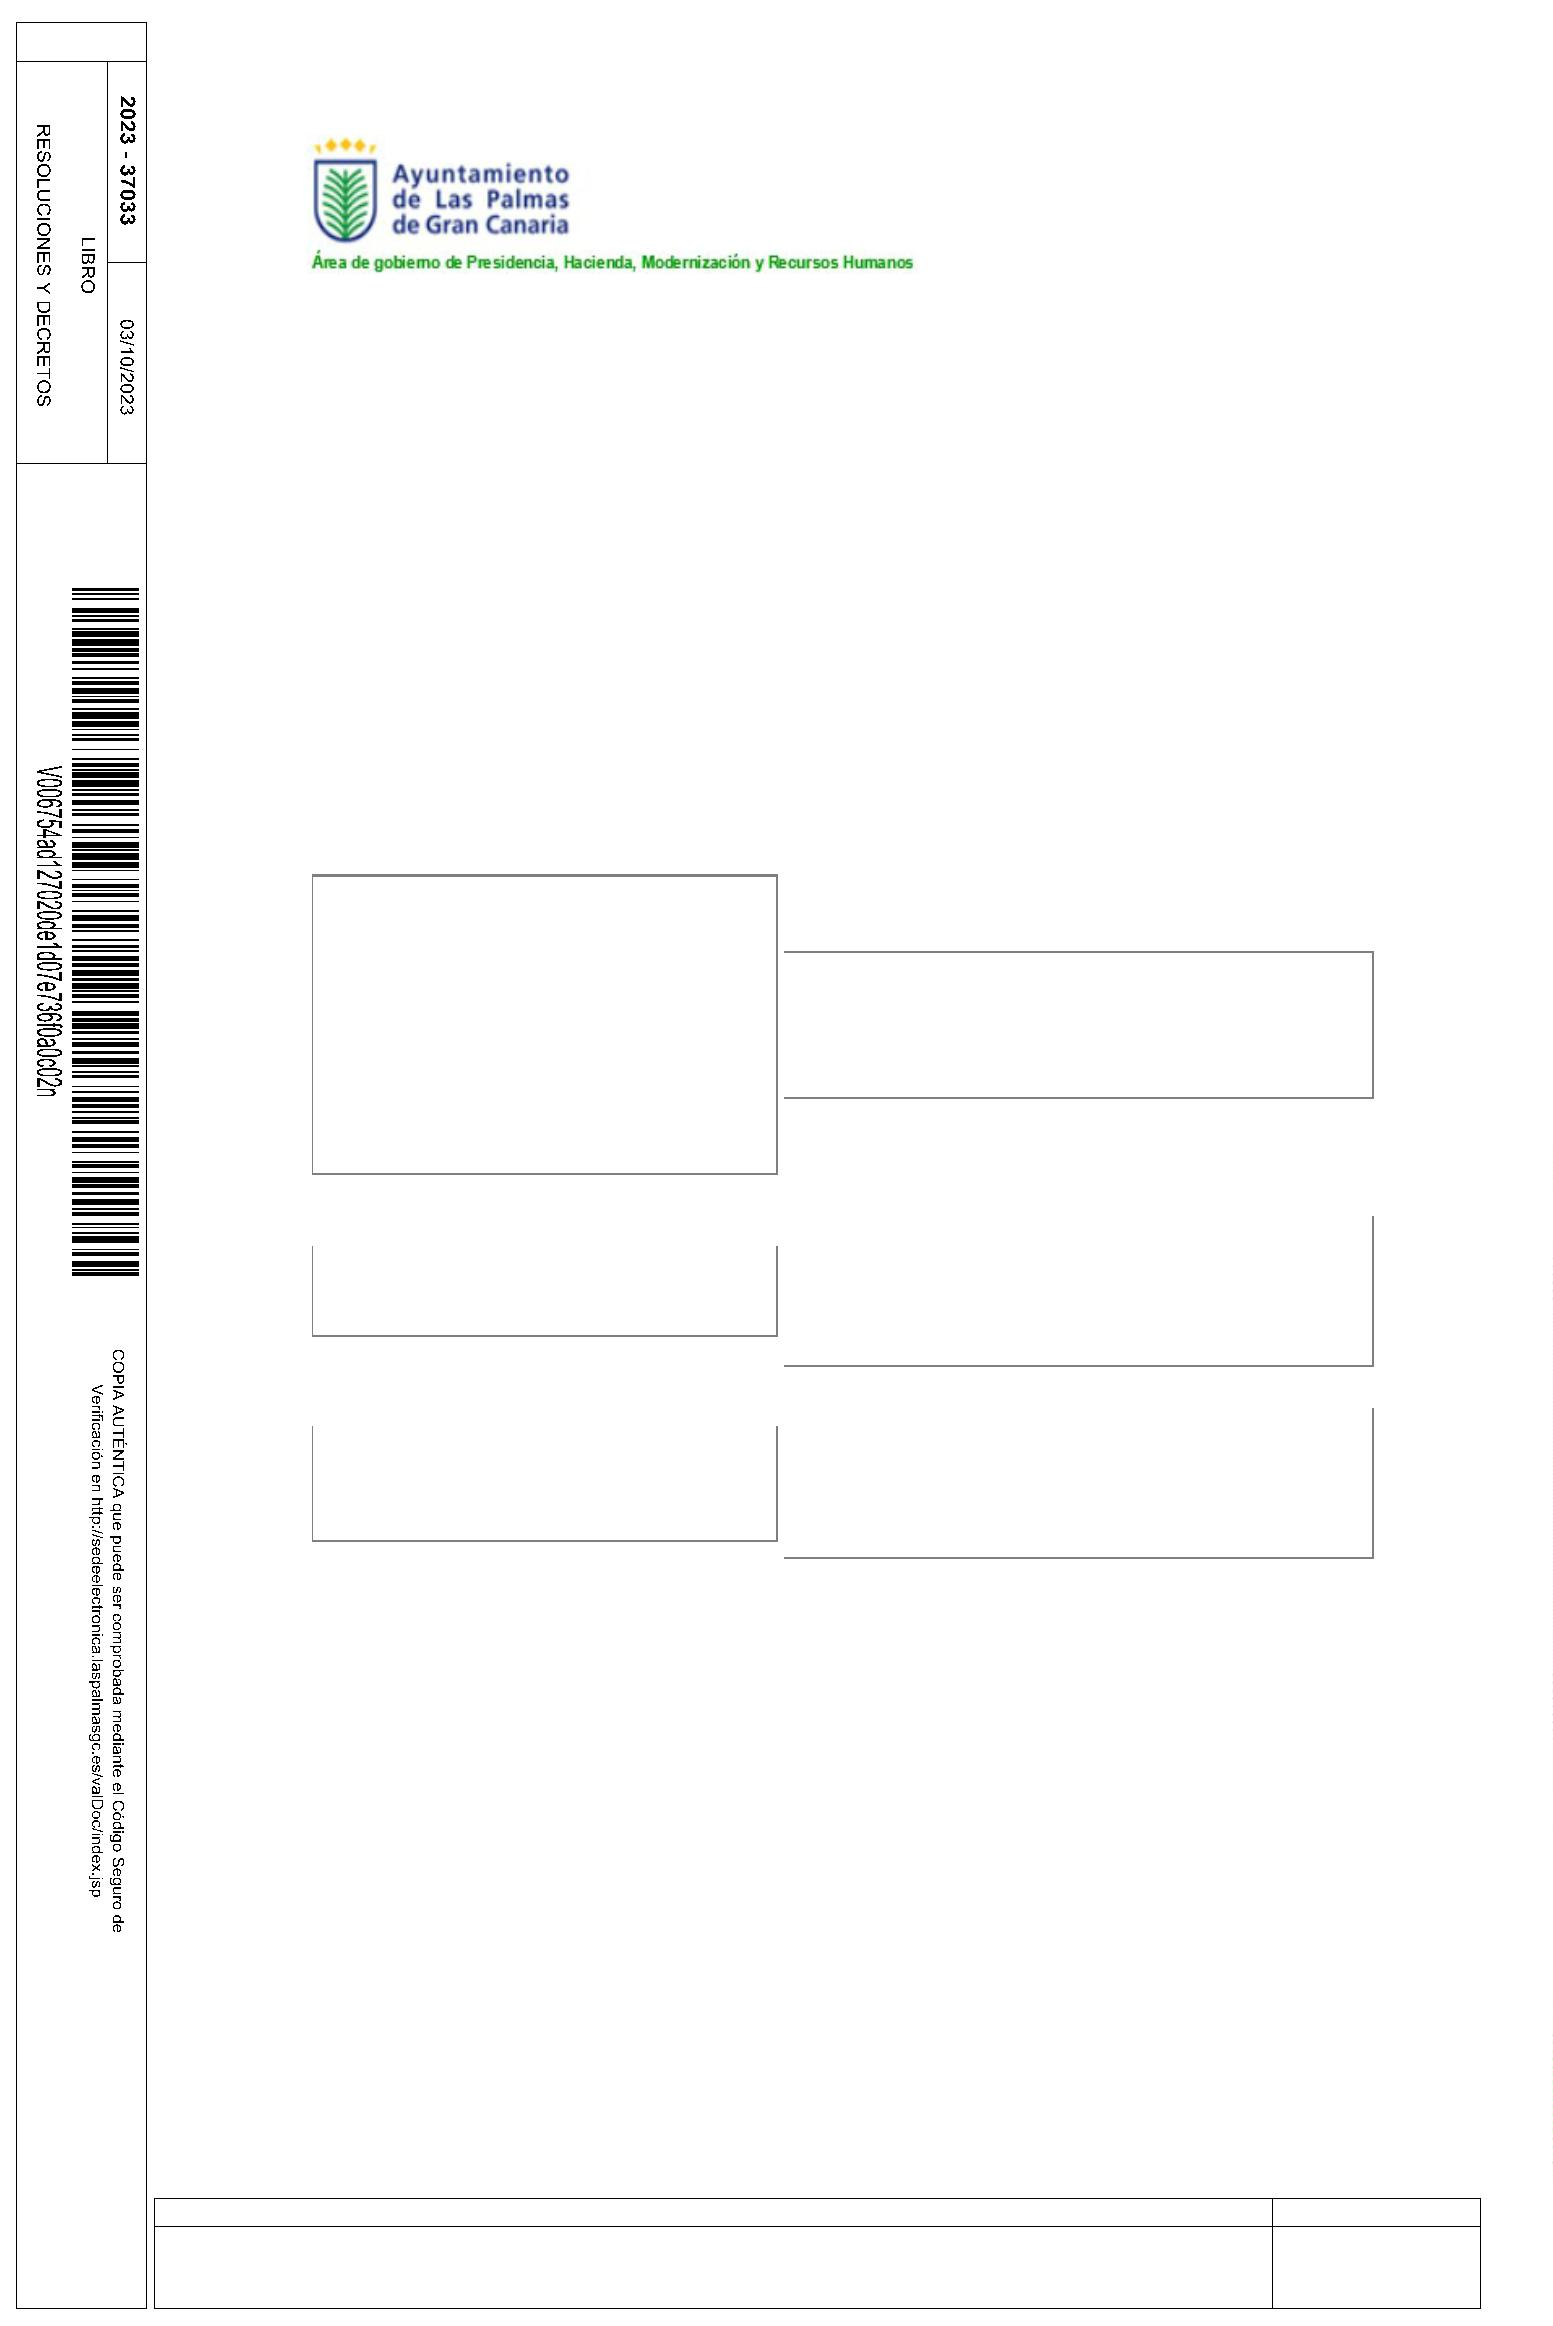 2023 - 37033
03/10/2023
LIBRO
RESOLUCIONES Y DECRETOS
V006754ad127020de1d07e736f0a0c02n
COPIA AUTÉNTICA que puede ser comprobada mediante el Código Seguro de
Verificación en http://sedeelectronica.laspalmasgc.es/valDoc/index.jsp
Ayuntamiento
de Las Palmas
de Gran Canaria
Área de gobierno de Presidencia, Hacienda, Modernización y Recursos Humanos